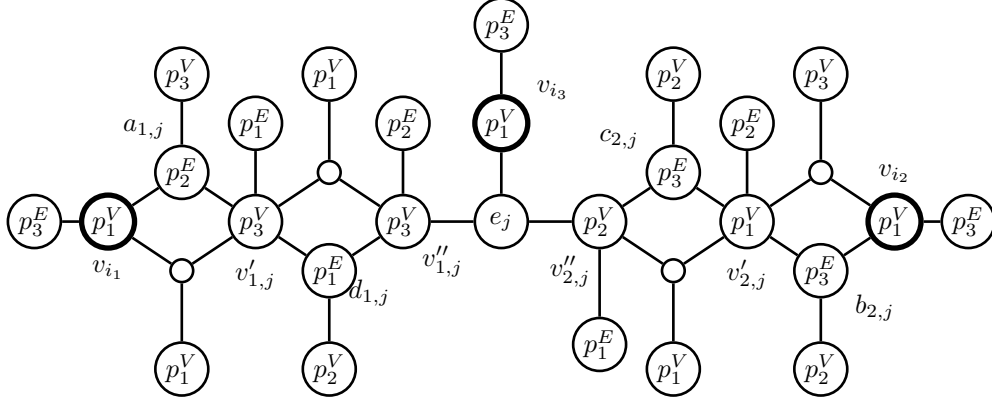 $p_3^E$
$p_3^V$ $p_1^V$ $v_{i_3}$ $p_2^V$ $p_3^V$
$a_{1,j}$ $p_1^E$ $p_2^E$ $p_1^V$ $c_{2,j}$ $p_2^E$
$p_2^E$ $p_3^E$ $v_{i_2}$
$p_3^E$ $p_1^V$ $p_3^V$ $p_3^V$ $e_j$ $p_2^V$ $p_1^V$ $p_1^V$ $p_3^E$
$v_{i_1}$ $v'_{1,j}$ $p_1^E$ $v''_{1,j}$ $v''_{2,j}$ $v'_{2,j}$ $p_3^E$
$d_{1,j}$ $b_{2,j}$
$p_1^E$
$p_1^V$ $p_2^V$ $p_1^V$ $p_2^V$